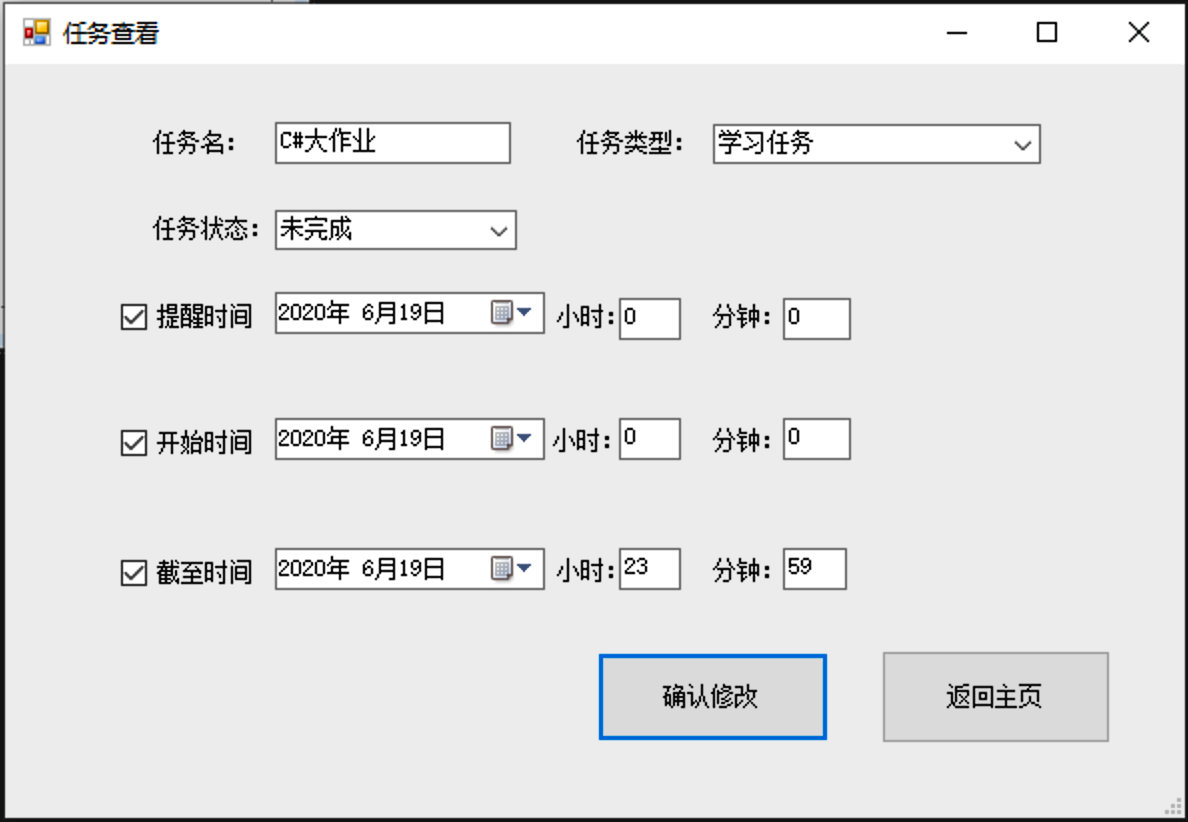 任务查看
任务名： C#大作业 任务类型： 学习任务
任务状态： 未完成
提醒时间 2020年 6月19日 小时: 0 分钟： 0
开始时间 2020年 6月19日 小时: 0 分钟： 0
截至时间 2020年 6月19日 小时: 23 分钟： 59
确认修改 返回主页